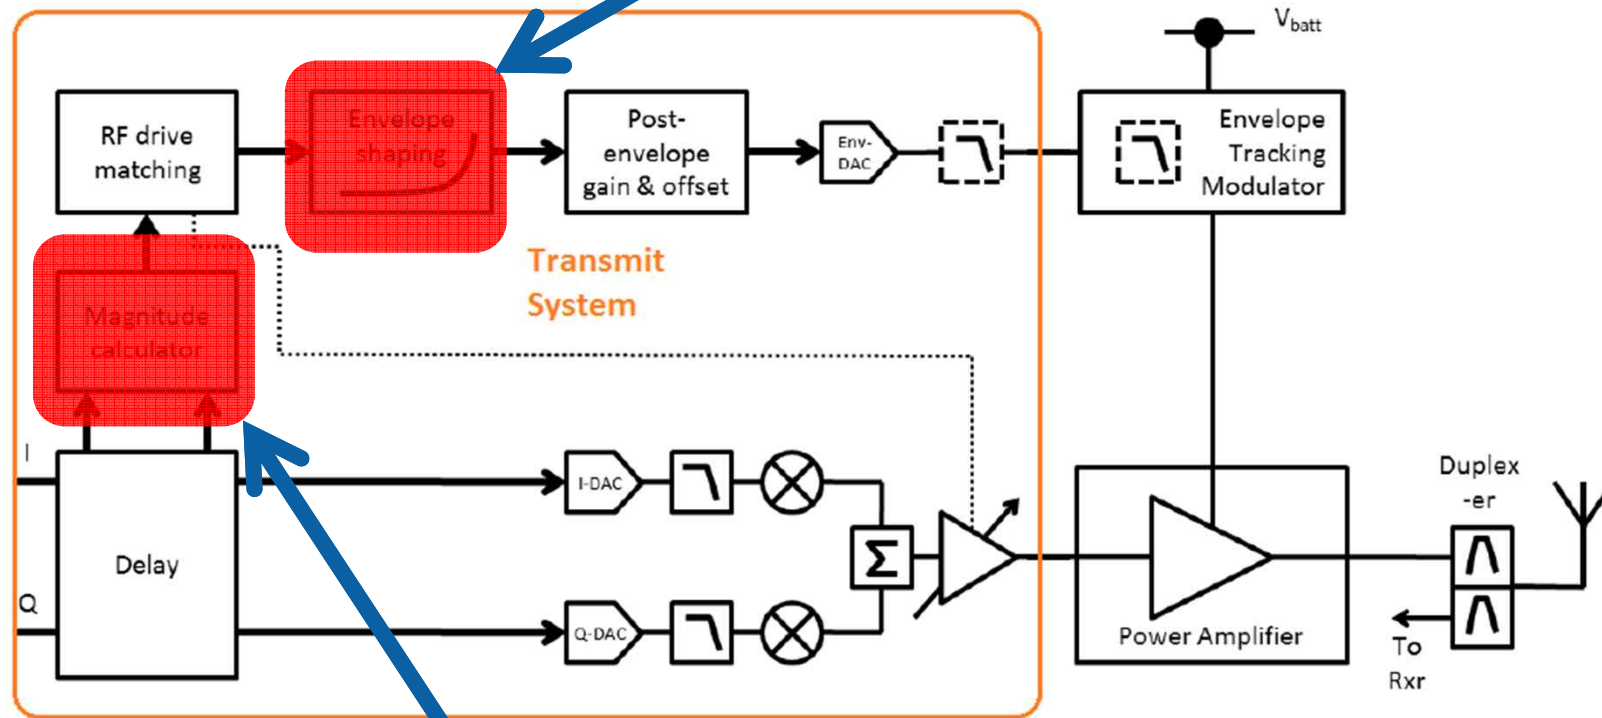 V_batt
RF drive
matching
Envelope
shaping
Post-
envelope
gain & offset
Env-
DAC
Envelope
Tracking
Modulator
Transmit
System
Magnitude
calculator
I
I-DAC
Delay
Σ
Q
Q-DAC
Power Amplifier
Duplex
-er
To
Rxr